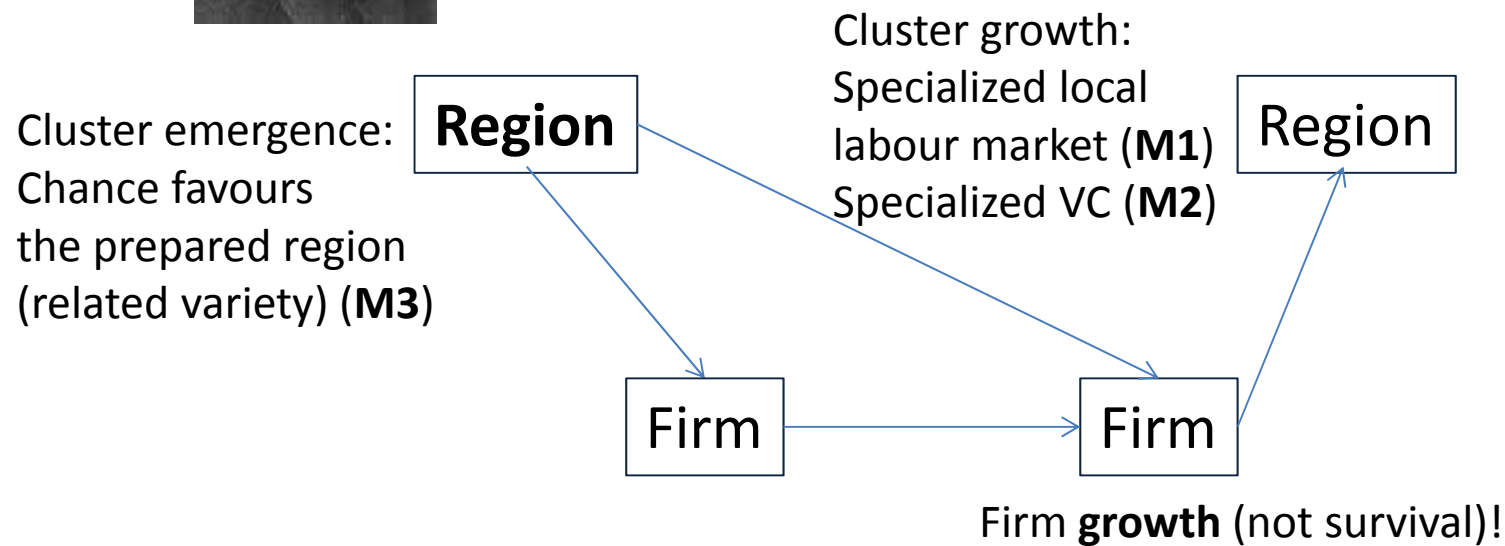 Cluster emergence:
Chance favours
the prepared region
(related variety) (M3)
Region
Cluster growth:
Specialized local
labour market (M1)
Specialized VC (M2)
Region
Firm
Firm
Firm growth (not survival)!